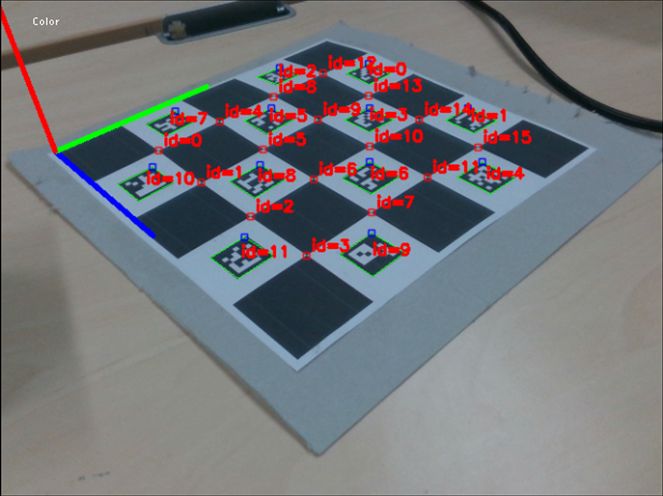 Color
id=2
id=12
id=0
id=8
id=13
id=7
id=4
id=5
id=9
id=3
id=14
id=1
id=0
id=5
id=10
id=15
id=10
id=1
id=8
id=6
id=6
id=11
id=4
id=2
id=7
id=11
id=3
id=9